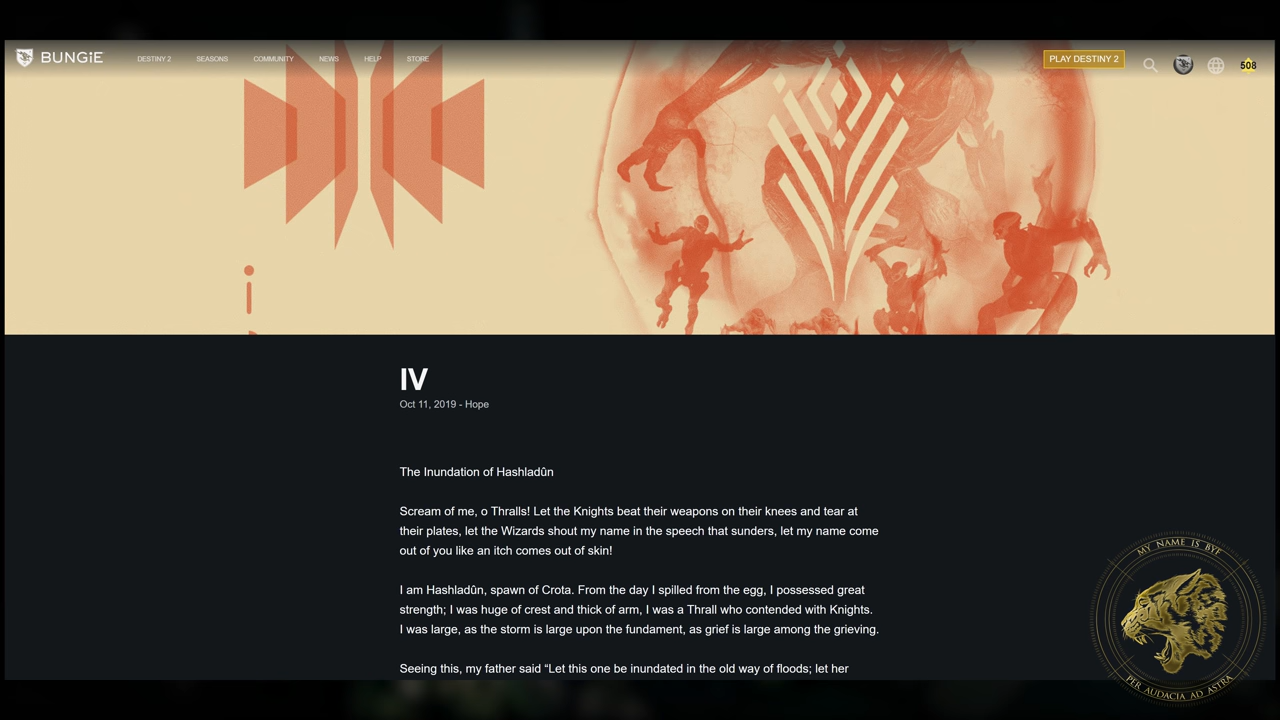 BUNGiE
DESTINY 2 SEASONS COMMUNITY NEWS HELP STORE
PLAY DESTINY 2
508
IV
Oct 11, 2019 - Hope
The Inundation of Hashladûn
Scream of me, o Thralls! Let the Knights beat their weapons on their knees and tear at
their plates, let the Wizards shout my name in the speech that sunders, let my name come
out of you like an itch comes out of skin!
I am Hashladûn, spawn of Crota. From the day I spilled from the egg, I possessed great
strength; I was huge of crest and thick of arm, I was a Thrall who contended with Knights.
I was large, as the storm is large upon the fundament, as grief is large among the grieving.
Seeing this, my father said “Let this one be inundated in the old way of floods; let her
MY NAME IS BYF
PER AUDACIA AD ASTRA